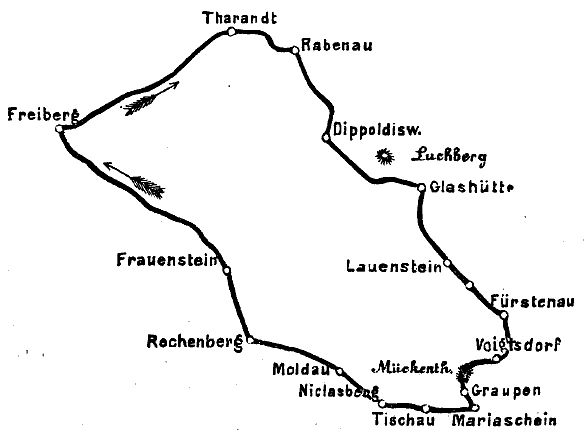 Tharandt
Rabenau
Freiberg
Dippoldisw.
Luchberg
Glashütte
Frauenstein
Lauenstein
Fürstenau
Rechenberg
Voigtsdorf
Moldau
Mückenth.
Niclasberg
Graupen
Tischau
Mariaschein